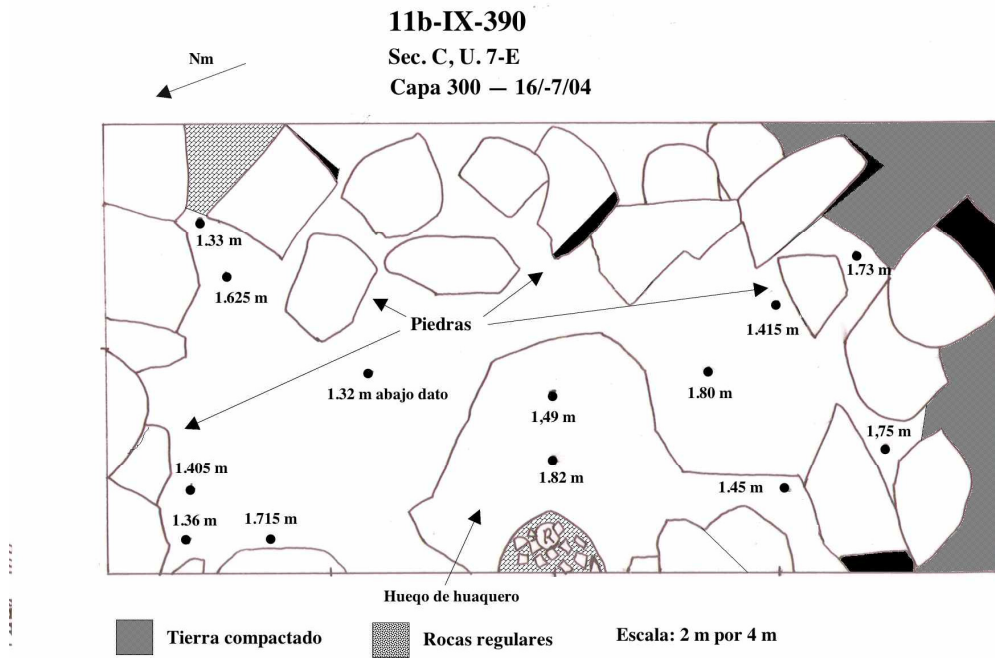 11b-IX-390
Sec. C, U. 7-E
Capa 300 — 16/-7/04
Nm
1.33 m
1.625 m
1.73 m
1.415 m
Piedras
1.32 m abajo dato
1.80 m
1,49 m
1,75 m
1.405 m
1.82 m
1.45 m
1.36 m
1.715 m
R
Hueqo de huaquero
Tierra compactado
Rocas regulares
Escala: 2 m por 4 m